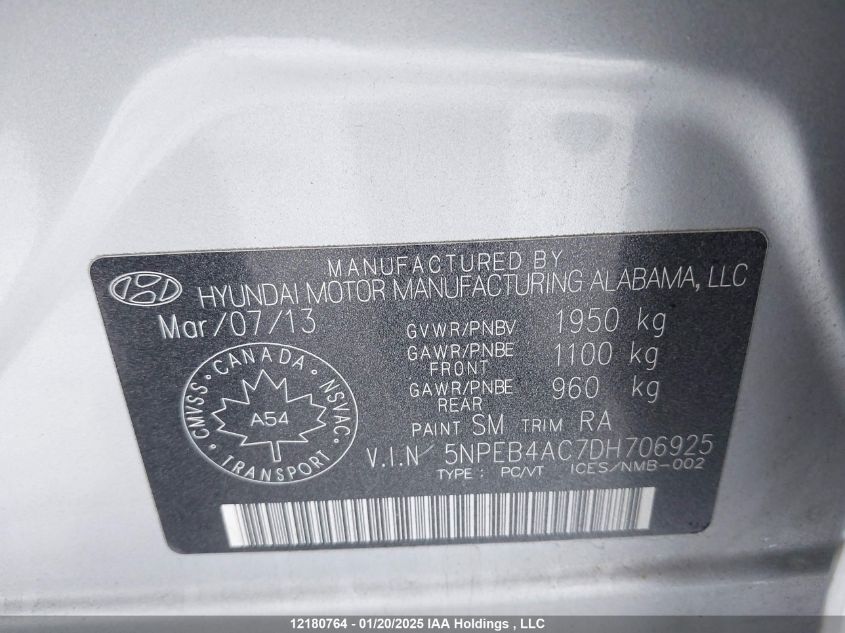 MANUFACTURED BY
HYUNDAI MOTOR MANUFACTURING ALABAMA, LLC
Mar/07/13
GVWR/PNBV 1950 kg
GAWR/PNBE FRONT 1100 kg
GAWR/PNBE REAR 960 kg
PAINT SM TRIM RA
V.I.N 5NPEB4AC7DH706925
TYPE : PC/VT ICES/NMB-002
CMVSS • CANADA • NSVAC • TRANSPORT •
A54
12180764 - 01/20/2025 IAA Holdings , LLC